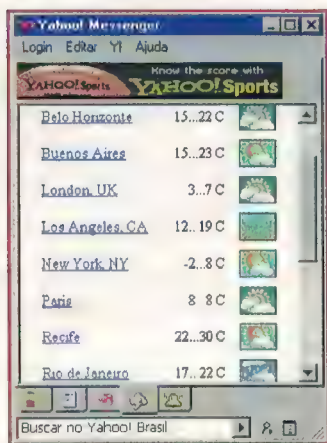 Yahoo! Messenger
Login Editar Y! Ajuda
YAHOO! Sports
Know the score with
YAHOO! Sports
Belo Horizonte 15...22 C
Buenos Aires 15...23 C
London, UK 3...7 C
Los Angeles, CA 12...19 C
New York, NY -2...8 C
Paris 8 8 C
Recife 22...30 C
Rio de Janeiro 17...22 C
Buscar no Yahoo! Brasil